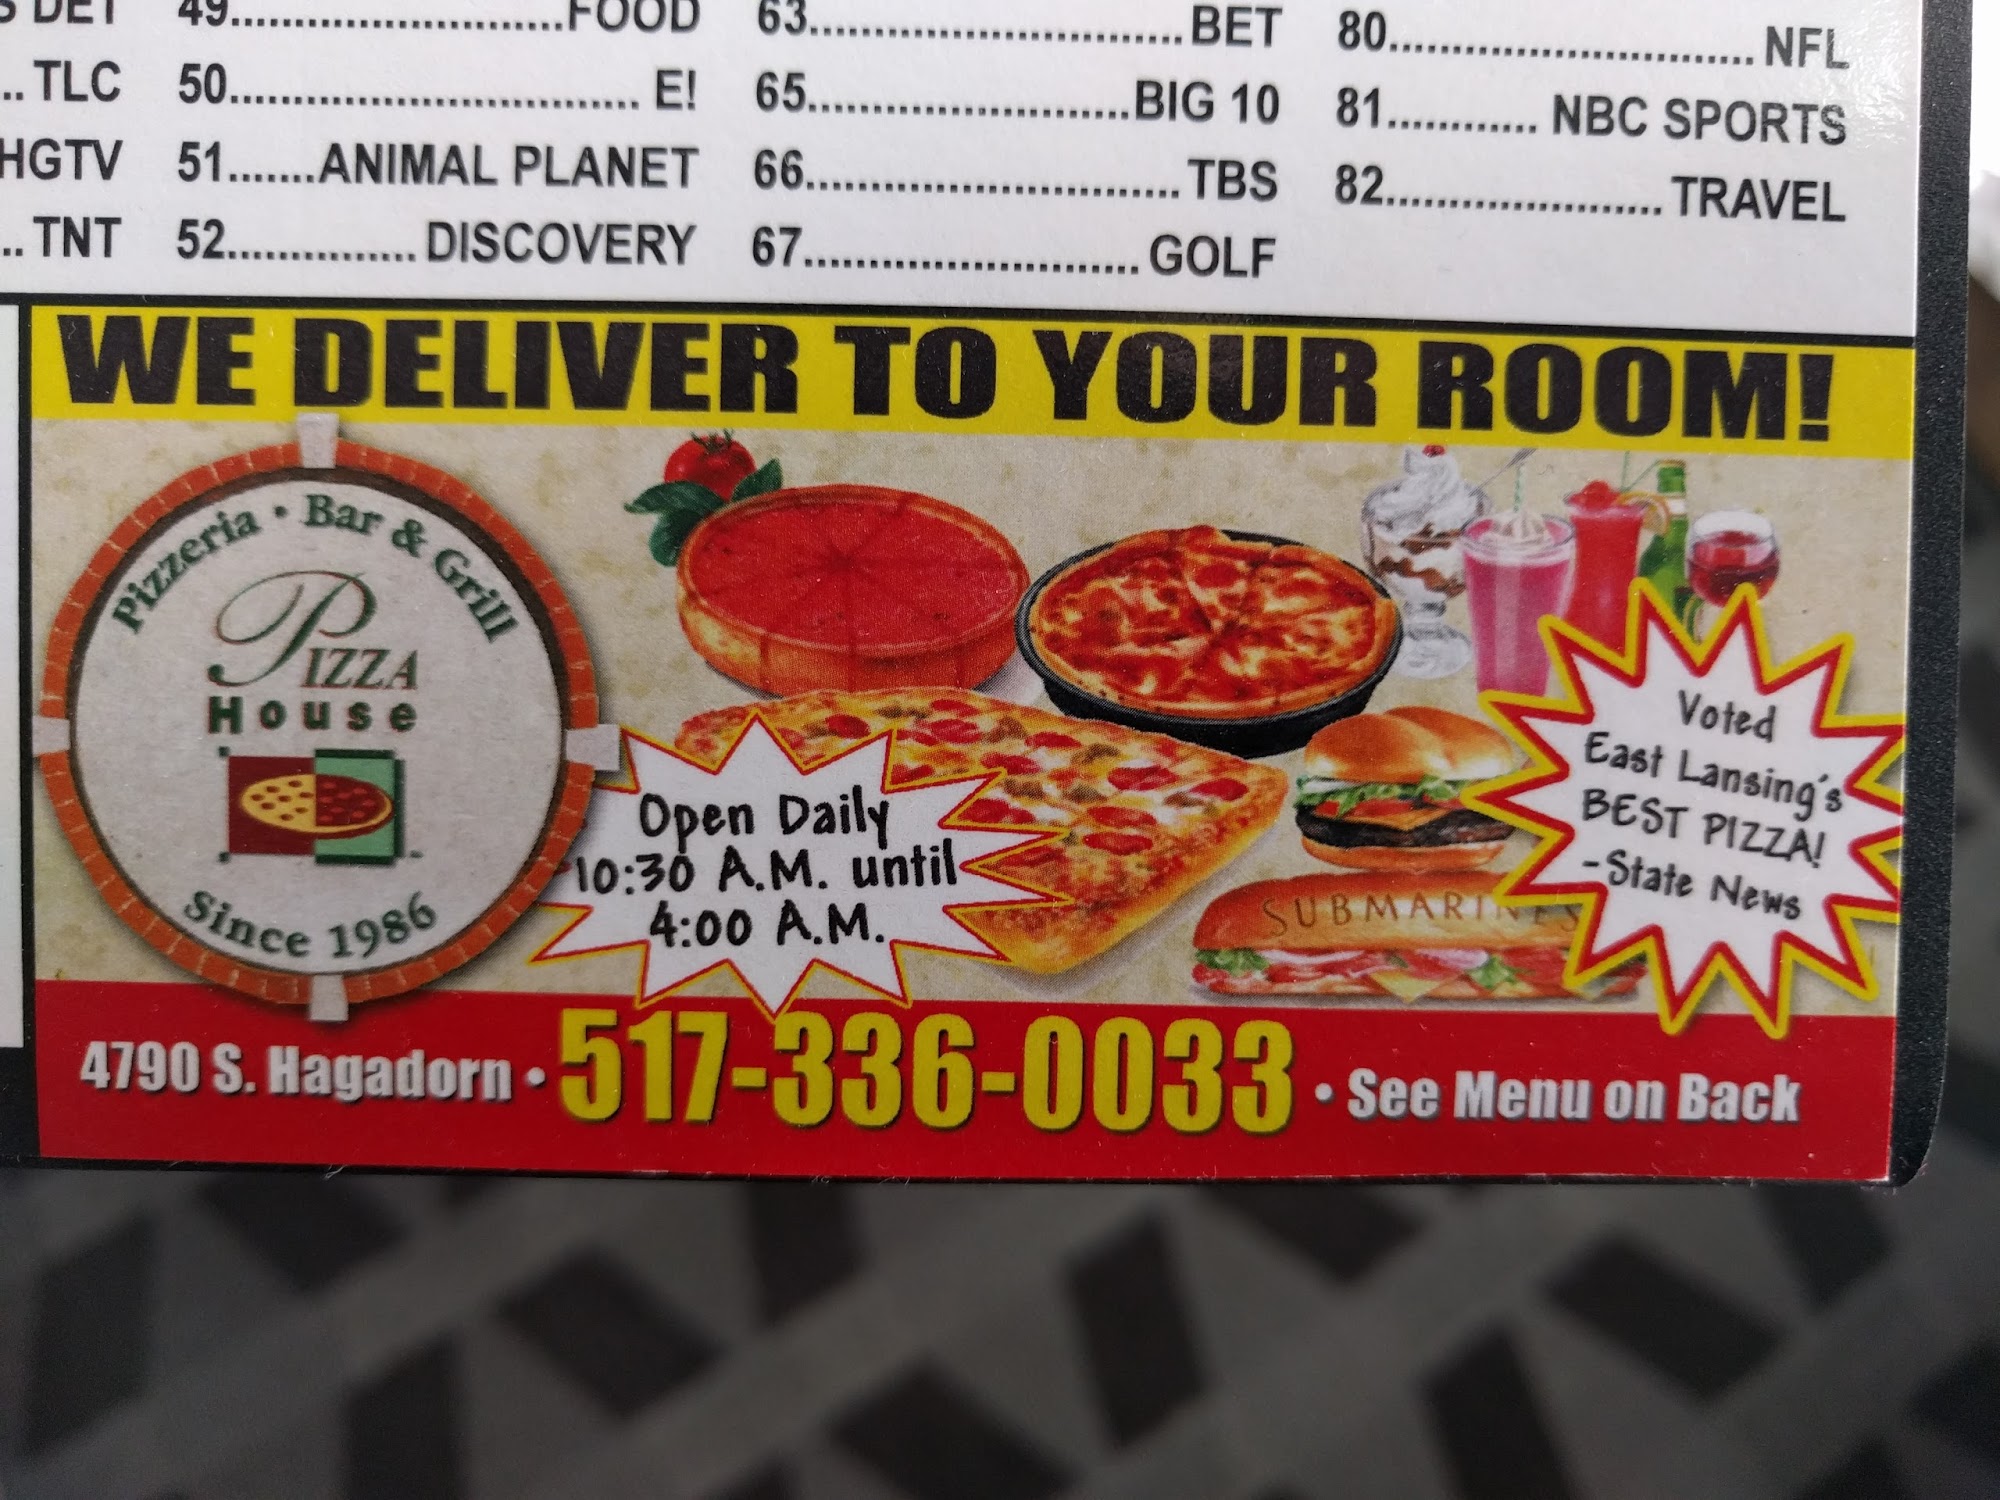 49..............................FOOD
63..............................BET
80..............................NFL
.. TLC
50................................ E!
65.........................BIG 10
81............ NBC SPORTS
HGTV
51.......ANIMAL PLANET
66..............................TBS
82...................... TRAVEL
.. TNT
52...............DISCOVERY
67...........................GOLF
WE DELIVER TO YOUR ROOM!
Pizzeria • Bar & Grill
PIZZA
House
Since 1986
Open Daily
10:30 A.M. until
4:00 A.M.
SUBMARINES
Voted
East Lansing's
BEST PIZZA!
-State News
4790 S. Hagadorn • 517-336-0033 • See Menu on Back